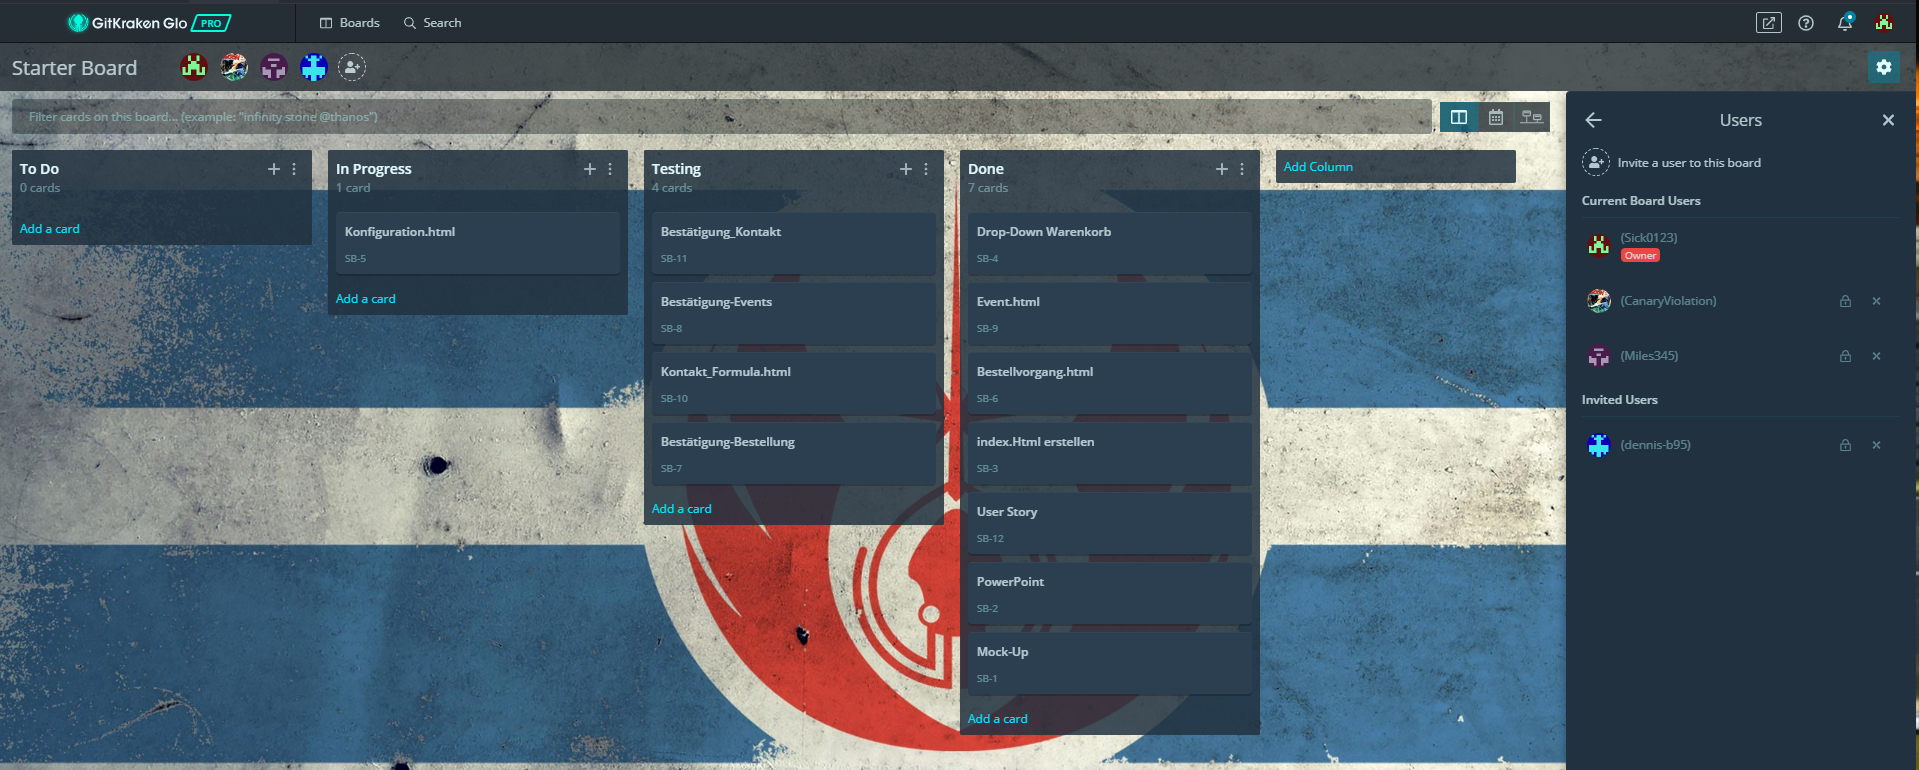 GitKraken Glo PRO
Boards
Search
Starter Board
Filter cards on this board... (example: "infinity stone @thanos")
To Do
0 cards
Add a card
In Progress
1 card
Konfiguration.html
SB-5
Add a card
Testing
4 cards
Bestätigung_Kontakt
SB-11
Bestätigung-Events
SB-8
Kontakt_Formula.html
SB-10
Bestätigung-Bestellung
SB-7
Add a card
Done
7 cards
Drop-Down Warenkorb
SB-4
Event.html
SB-9
Bestellvorgang.html
SB-6
index.Html erstellen
SB-3
User Story
SB-12
PowerPoint
SB-2
Mock-Up
SB-1
Add a card
Add Column
Users
Invite a user to this board
Current Board Users
(Sick0123)
Owner
(CanaryViolation)
(Miles345)
Invited Users
(dennis-b95)